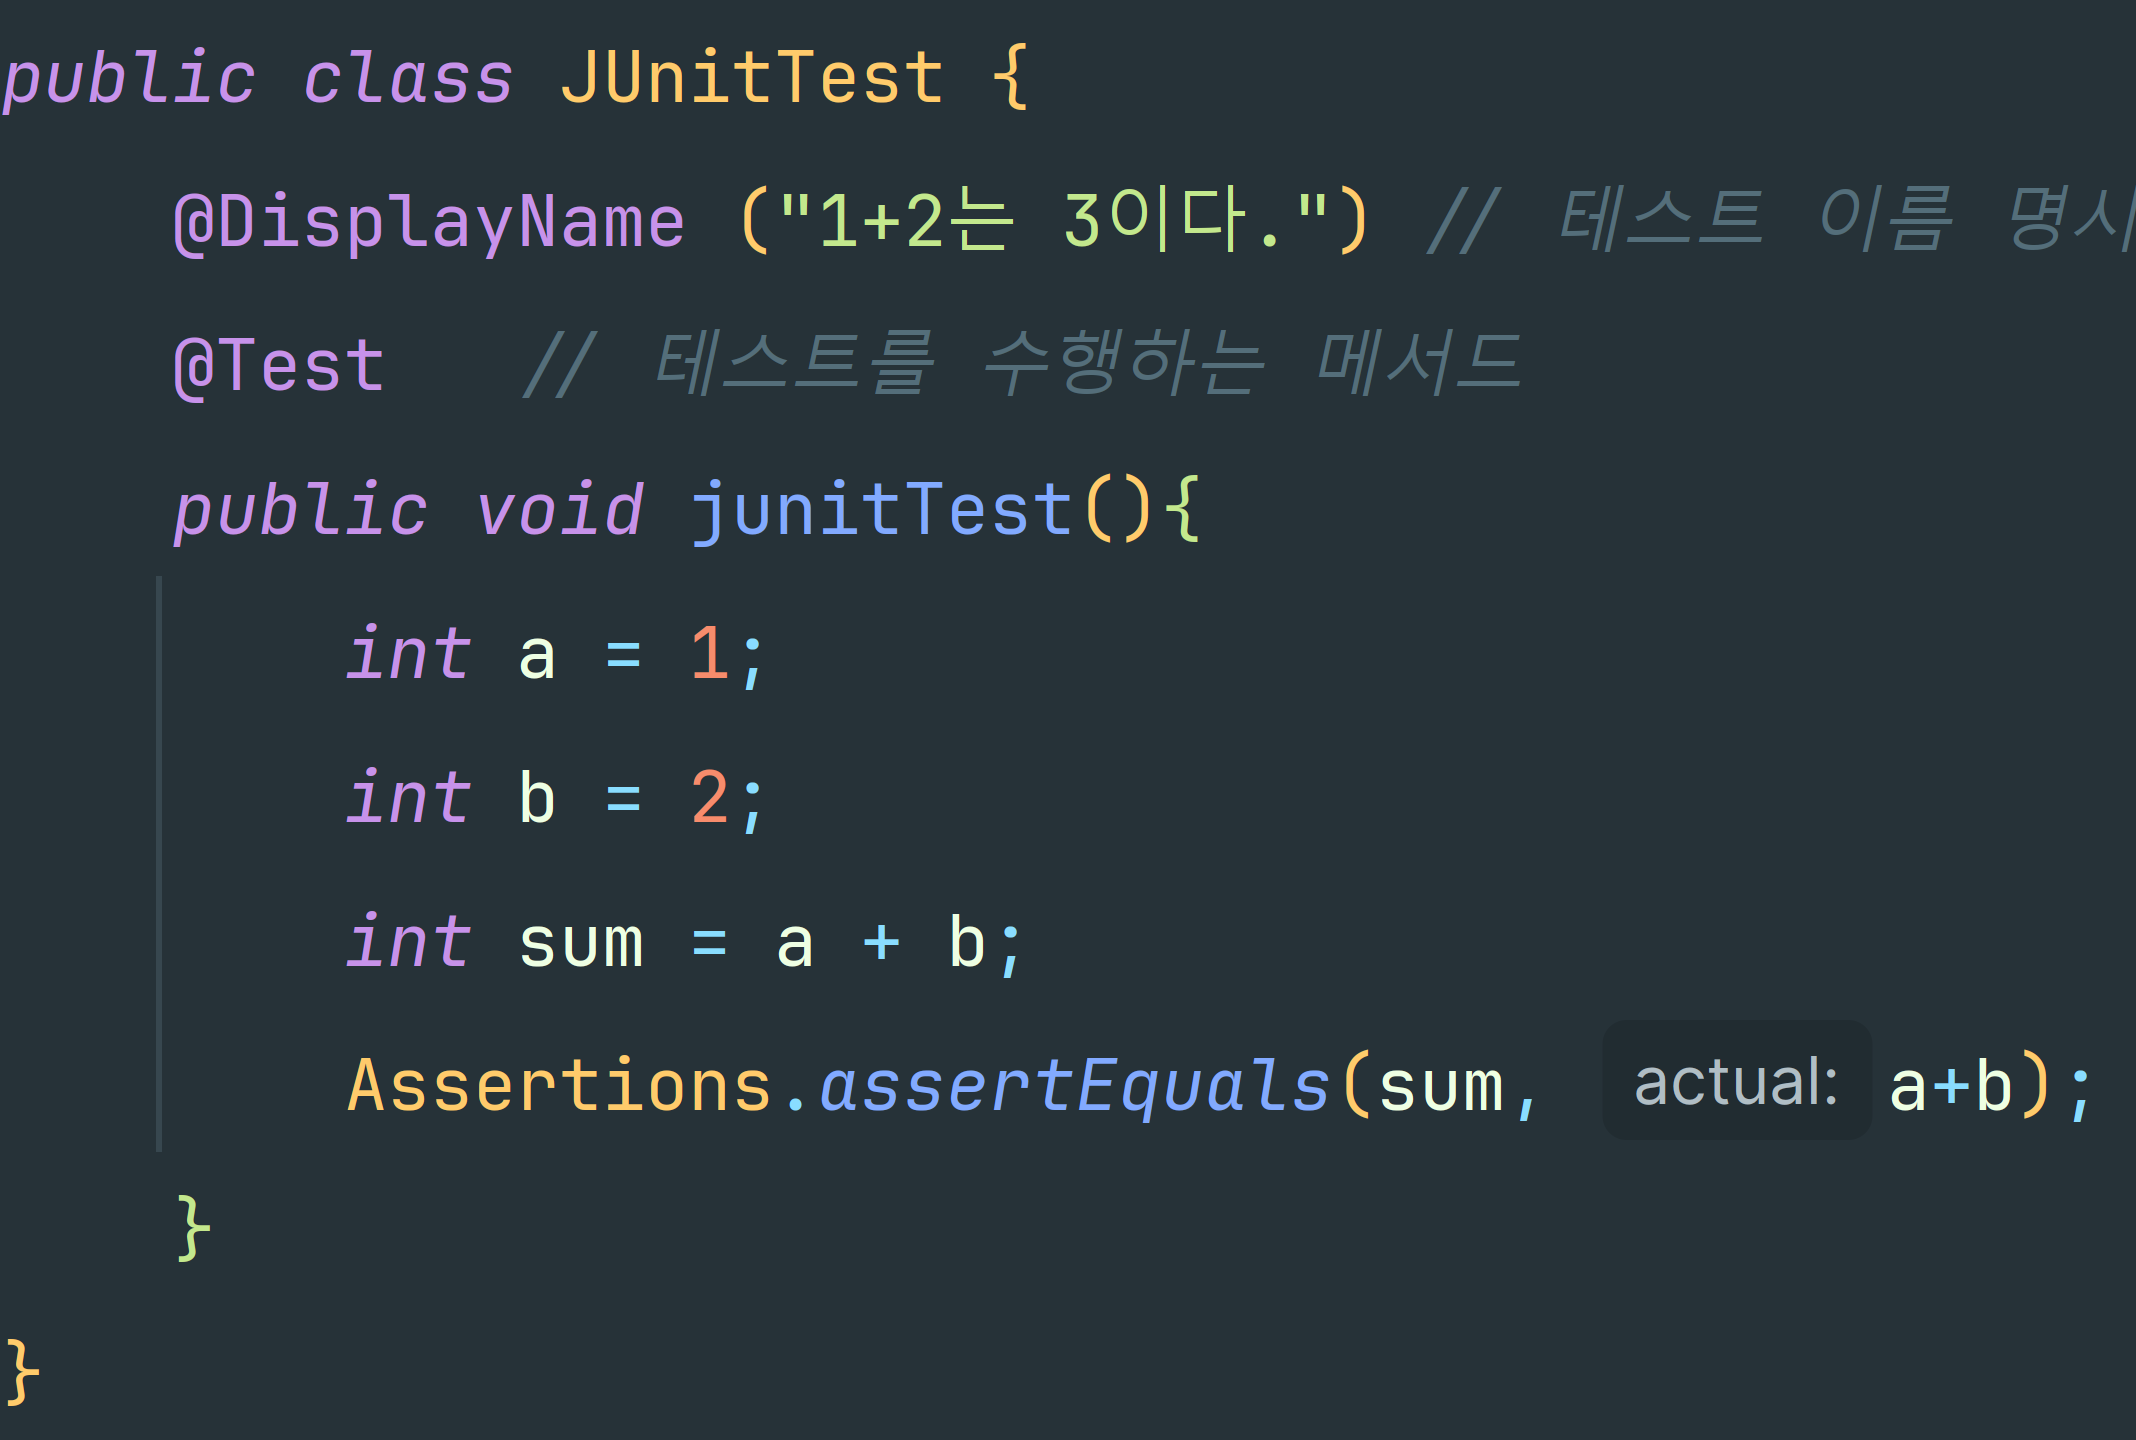 public class JUnitTest {
@DisplayName ("1+2는 3이다.") // 테스트 이름 명시
@Test // 테스트를 수행하는 메서드
public void junitTest(){
int a = 1;
int b = 2;
int sum = a + b;
Assertions.assertEquals(sum, actual: a+b);
}
}